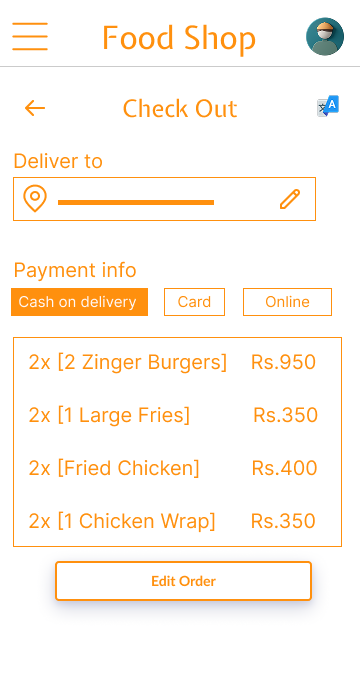 Food Shop
Check Out
Deliver to
Payment info
Cash on delivery Card Online
2x [2 Zinger Burgers] Rs.950
2x [1 Large Fries] Rs.350
2x [Fried Chicken] Rs.400
2x [1 Chicken Wrap] Rs.350
Edit Order